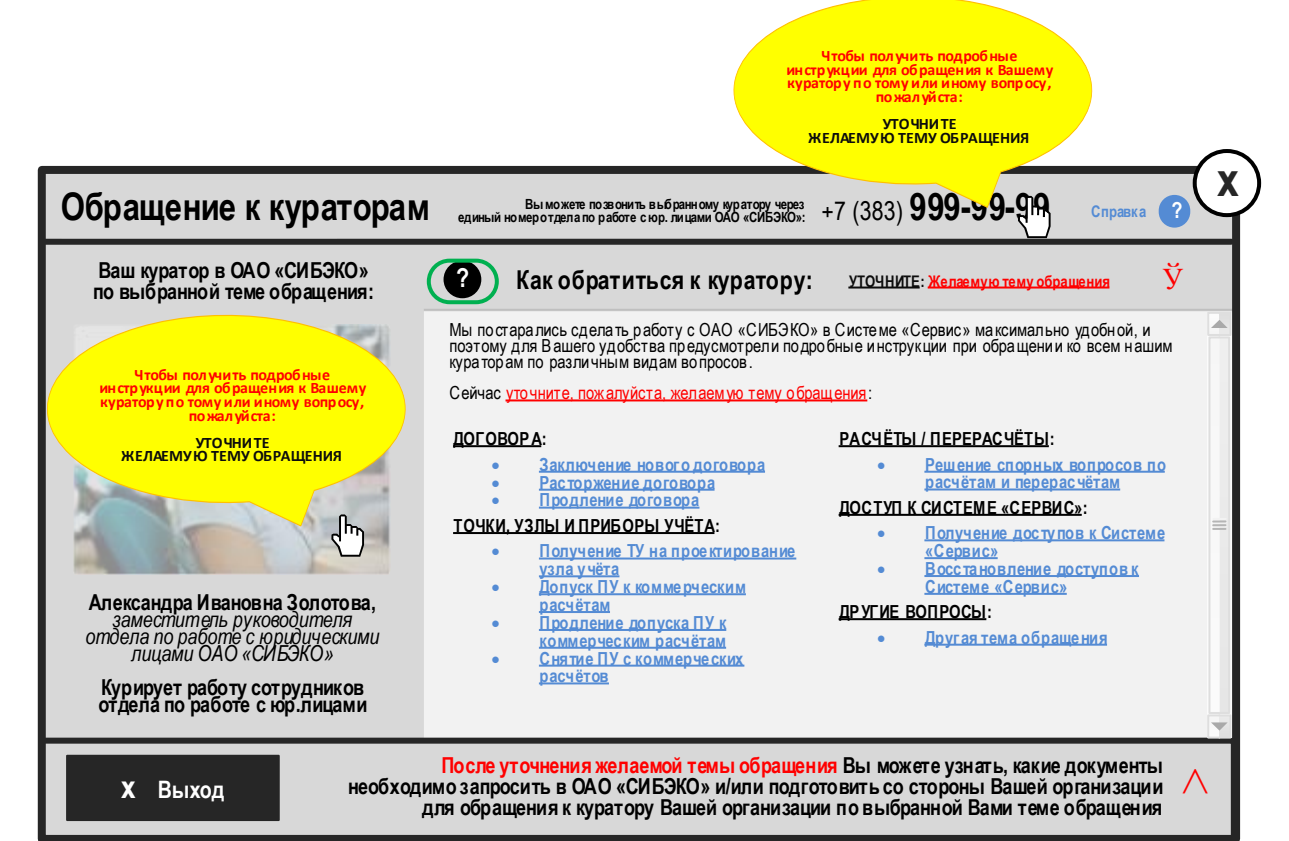 Чтобы получить подробные
инструкции для обращения к Вашему
куратору по тому или иному вопросу,
пожалуйста:
УТОЧНИТЕ
ЖЕЛАЕМУЮ ТЕМУ ОБРАЩЕНИЯ
X
Обращение к кураторам
Вы можете позвонить выбранному куратору через
единый номер отдела по работе с юр. лицами ОАО «СИБЭКО»:
+7 (383) 999-99-99
Справка ?
Ваш куратор в ОАО «СИБЭКО»
по выбранной теме обращения:
Чтобы получить подробные
инструкции для обращения к Вашему
куратору по тому или иному вопросу,
пожалуйста:
УТОЧНИТЕ
ЖЕЛАЕМУЮ ТЕМУ ОБРАЩЕНИЯ
Александра Ивановна Золотова,
заместитель руководителя
отдела по работе с юридическими
лицами ОАО «СИБЭКО»
Курирует работу сотрудников
отдела по работе с юр.лицами
? Как обратиться к куратору: УТОЧНИТЕ: Желаемую тему обращения Ў
Мы постарались сделать работу с ОАО «СИБЭКО» в Системе «Сервис» максимально удобной, и
поэтому для Вашего удобства предусмотрели подробные инструкции при обращении ко всем нашим
кураторам по различным видам вопросов.
Сейчас уточните, пожалуйста, желаемую тему обращения:
ДОГОВОРА:
• Заключение нового договора
• Расторжение договора
• Продление договора
ТОЧКИ, УЗЛЫ И ПРИБОРЫ УЧЁТА:
• Получение ТУ на проектирование
узла учёта
• Допуск ПУ к коммерческим
расчётам
• Продление допуска ПУ к
коммерческим расчётам
• Снятие ПУ с коммерческих
расчётов
РАСЧЁТЫ / ПЕРЕРАСЧЁТЫ:
• Решение спорных вопросов по
расчётам и перерасчётам
ДОСТУП К СИСТЕМЕ «СЕРВИС»:
• Получение доступов к Системе
«Сервис»
• Восстановление доступов к
Системе «Сервис»
ДРУГИЕ ВОПРОСЫ:
• Другая тема обращения
X Выход
После уточнения желаемой темы обращения Вы можете узнать, какие документы
необходимо запросить в ОАО «СИБЭКО» и/или подготовить со стороны Вашей организации
для обращения к куратору Вашей организации по выбранной Вами теме обращения